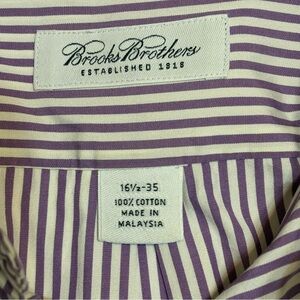 Brooks Brothers
ESTABLISHED 1818
16½-35
100% COTTON
MADE IN
MALAYSIA